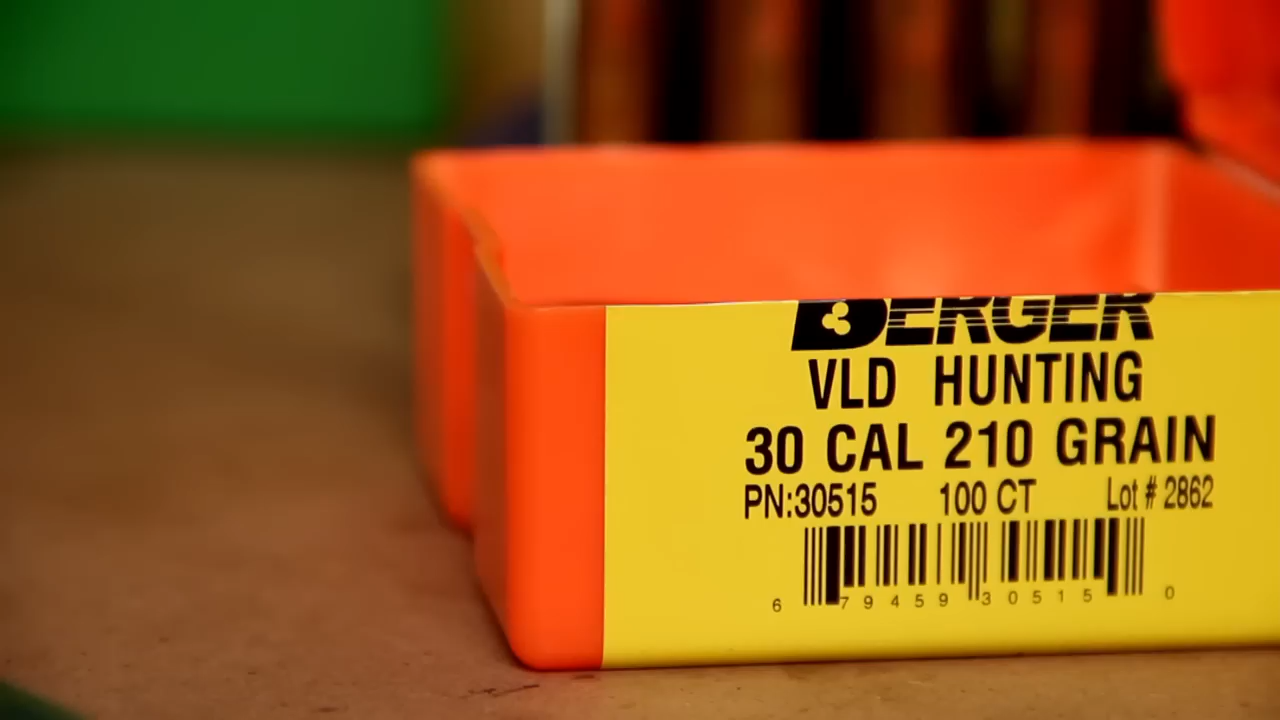 BERGER
VLD HUNTING
30 CAL 210 GRAIN
PN:30515 100 CT Lot # 2862
6 79459 30515 0